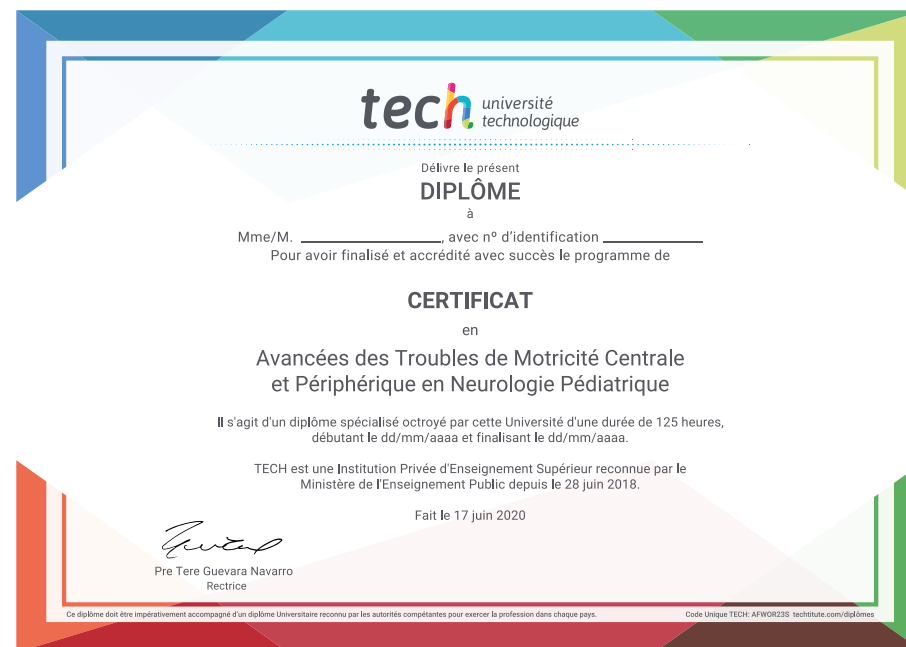 tech université
technologique
Délivre le présent
DIPLÔME
à
Mme/M. ____________________, avec nº d'identification ______________
Pour avoir finalisé et accrédité avec succès le programme de
CERTIFICAT
en
Avancées des Troubles de Motricité Centrale
et Périphérique en Neurologie Pédiatrique
Il s'agit d'un diplôme spécialisé octroyé par cette Université d'une durée de 125 heures,
débutant le dd/mm/aaaa et finalisant le dd/mm/aaaa.
TECH est une Institution Privée d'Enseignement Supérieur reconnue par le
Ministère de l'Enseignement Public depuis le 28 juin 2018.
Fait le 17 juin 2020
Pre Tere Guevara Navarro
Rectrice
Ce diplôme doit être impérativement accompagné d'un diplôme Universitaire reconnu par les autorités compétantes pour exercer la profession dans chaque pays.
Code Unique TECH: AFWOR23S techtitute.com/diplômes